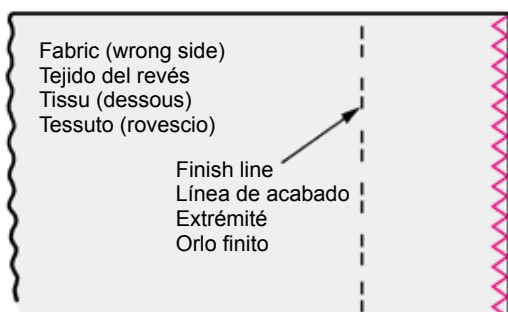 Fabric (wrong side)
Tejido del revés
Tissu (dessous)
Tessuto (rovescio)
Finish line
Línea de acabado
Extrémité
Orlo finito